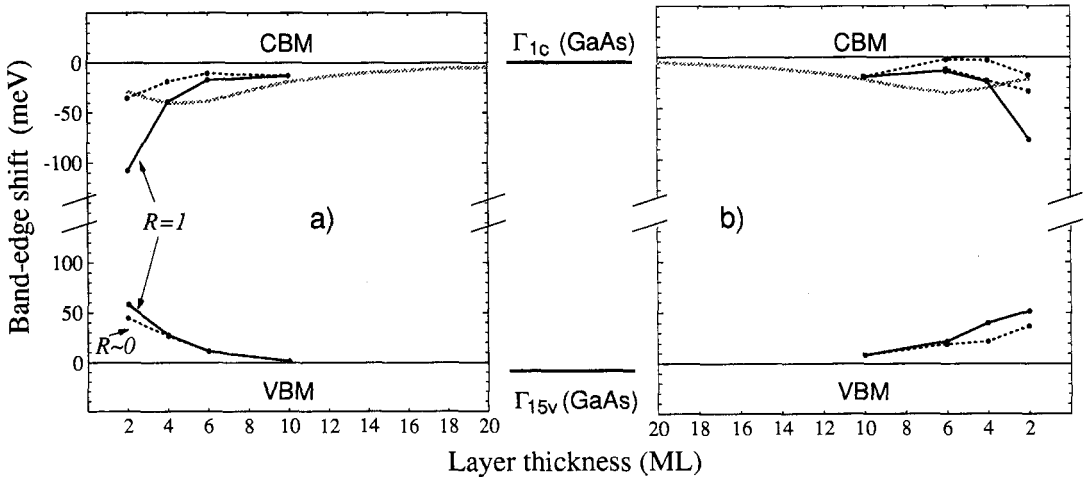 CBM
Γ1c (GaAs)
CBM
0
-50
-100
Band-edge shift (meV)
R=1
a)
b)
100
50
R~0
0
VBM
Γ15v (GaAs)
VBM
2 4 6 8 10 12 14 16 18 20
20 18 16 14 12 10 8 6 4 2
Layer thickness (ML)